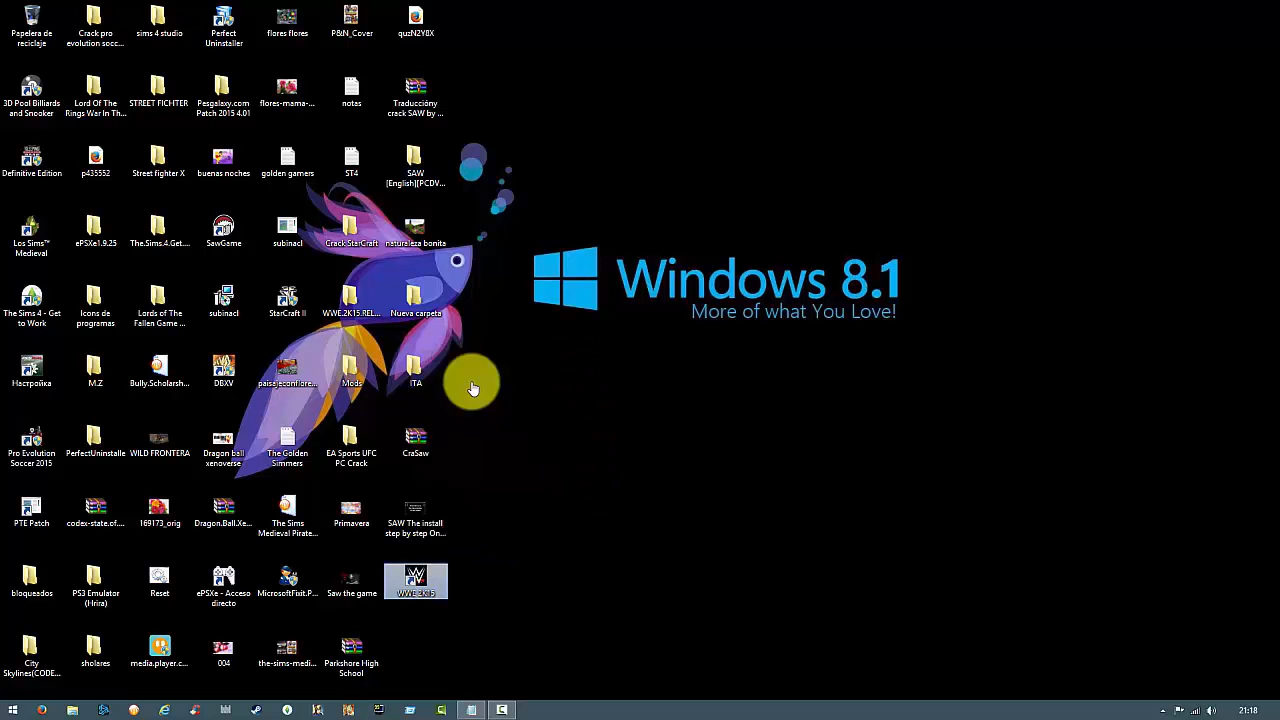 Papelera de
reciclaje
Crack pro
evolution socc...
sims 4 studio
Perfect
Uninstaller
flores flores
P&N_Cover
quzN2Y8X
3D Pool Billiards
and Snooker
Lord Of The
Rings War In Th...
STREET FICHTER
Pesgalaxy.com
Patch 2015 4.01
flores-mama-...
notas
Traduccióny
crack SAW by ...
Definitive Edition
p435552
Street fighter X
buenas noches
golden gamers
ST4
SAW
[English][PCDV...
Los Sims™
Medieval
ePSXe1.9.25
The.Sims.4.Get...
SawGame
subinacl
Crack StarCraft
naturaleza bonita
Windows 8.1
More of what You Love!
The Sims 4 - Get
to Work
Icons de
programas
Lords of The
Fallen Game ...
subinacl
StarCraft II
WWE.2K15.REL...
Nueva carpeta
Настройка
M.Z
Bully.Scholarsh...
DBXV
paisajeconflore...
Mods
ITA
Pro Evolution
Soccer 2015
PerfectUninstalle
WILD FRONTERA
Dragon ball
xenoverse
The Golden
Simmers
EA Sports UFC
PC Crack
CraSaw
PTE Patch
codex-state.of....
169173_orig
Dragon.Ball.Xe...
The Sims
Medieval Pirate...
Primavera
SAW The install
step by step On...
bloqueados
PS3 Emulator
(Hrira)
Reset
ePSXe - Acceso
directo
MicrosoftFixit.P...
Saw the game
WWE 2K15
City
Skylines(CODE...
sholares
media.player.c...
004
the-sims-medi...
Parkshore High
School
21:18